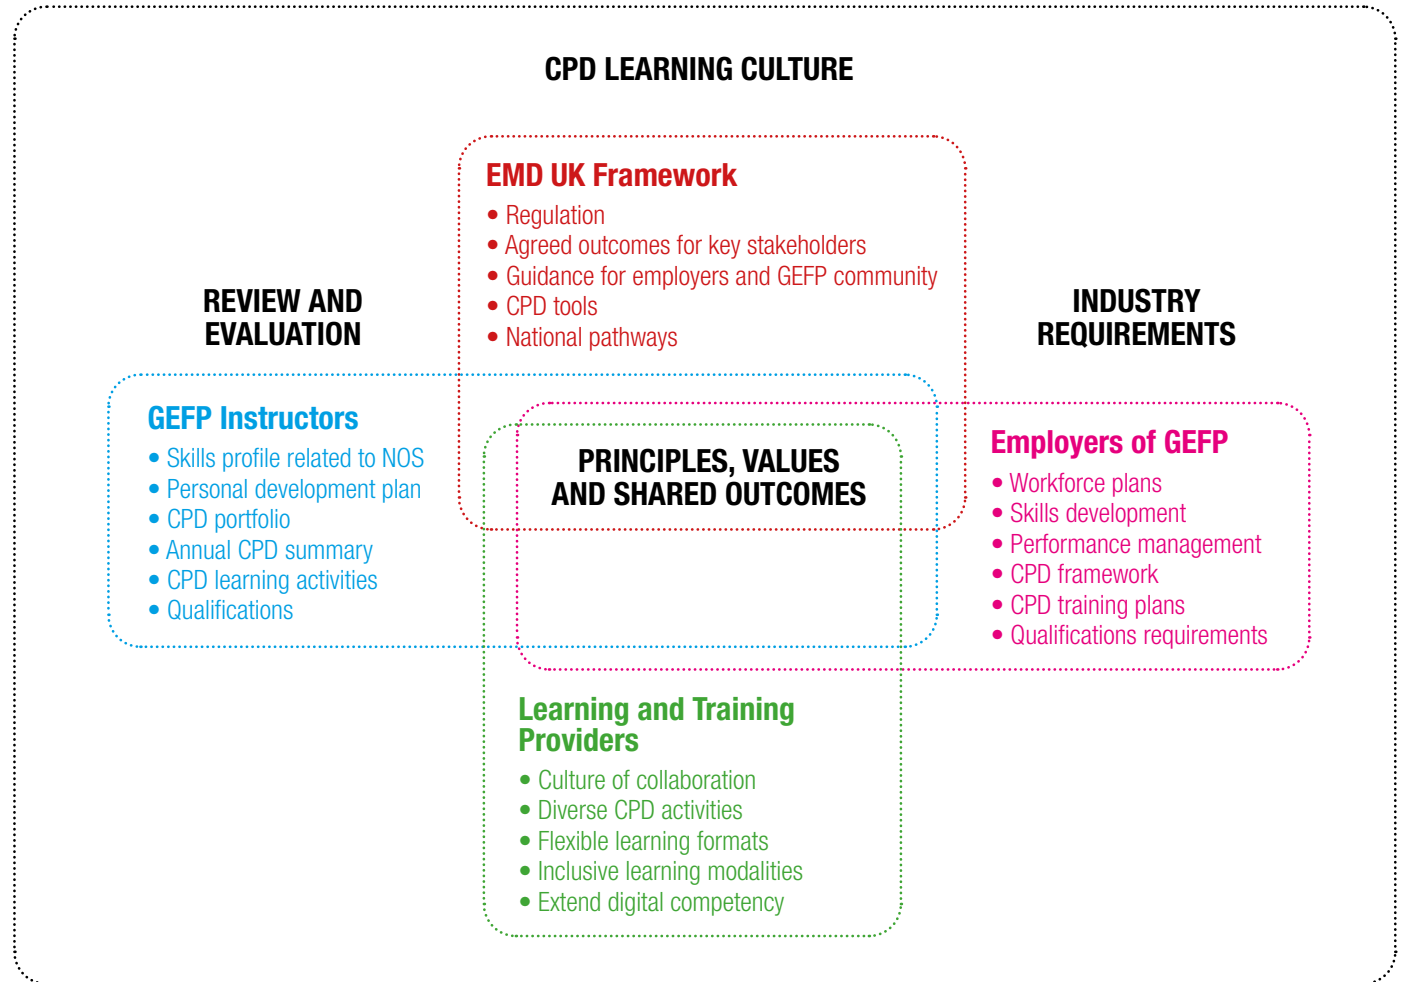 CPD LEARNING CULTURE
EMD UK Framework
• Regulation
• Agreed outcomes for key stakeholders
• Guidance for employers and GEFP community
• CPD tools
• National pathways
REVIEW AND
EVALUATION
INDUSTRY
REQUIREMENTS
GEFP Instructors
• Skills profile related to NOS
• Personal development plan
• CPD portfolio
• Annual CPD summary
• CPD learning activities
• Qualifications
PRINCIPLES, VALUES
AND SHARED OUTCOMES
Employers of GEFP
• Workforce plans
• Skills development
• Performance management
• CPD framework
• CPD training plans
• Qualifications requirements
Learning and Training
Providers
• Culture of collaboration
• Diverse CPD activities
• Flexible learning formats
• Inclusive learning modalities
• Extend digital competency